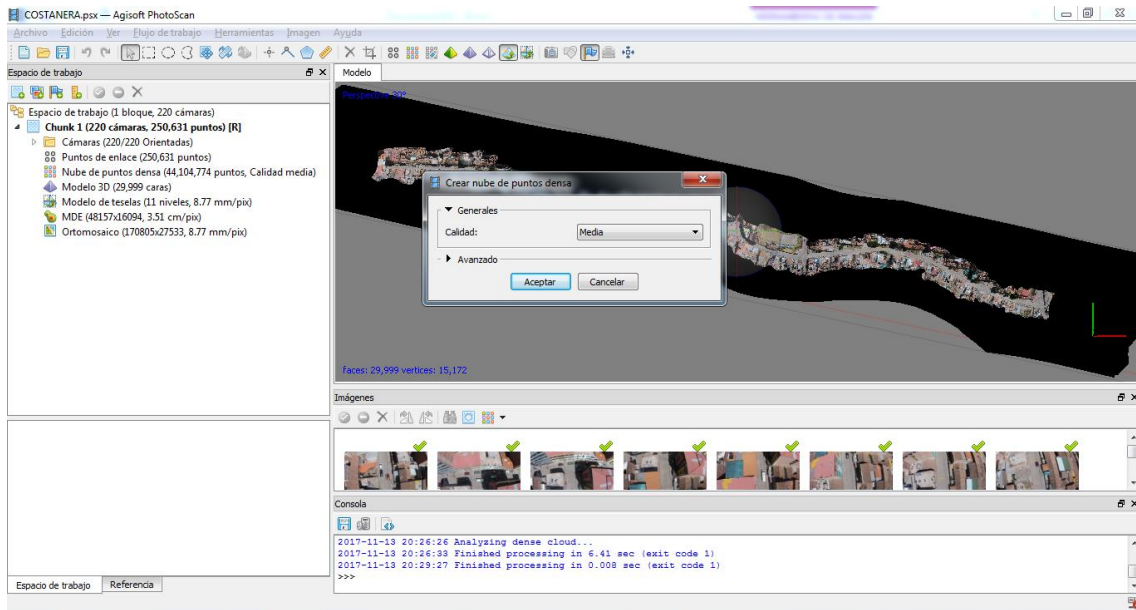 COSTANERA.psx — Agisoft PhotoScan
Archivo Edición Ver Flujo de trabajo Herramientas Imagen Ayuda
Espacio de trabajo
Espacio de trabajo (1 bloque, 220 cámaras)
Chunk 1 (220 cámaras, 250,631 puntos) [R]
Cámaras (220/220 Orientadas)
Puntos de enlace (250,631 puntos)
Nube de puntos densa (44,104,774 puntos, Calidad media)
Modelo 3D (29,999 caras)
Modelo de teselas (11 niveles, 8.77 mm/pix)
MDE (48157x16094, 3.51 cm/pix)
Ortomosaico (170805x27533, 8.77 mm/pix)
Espacio de trabajo Referencia
Modelo
Perspectiva 30°
Crear nube de puntos densa
Generales
Calidad: Media
Avanzado
Aceptar Cancelar
faces: 29,999 vertices: 15,172
Imágenes
Consola
2017-11-13 20:26:26 Analyzing dense cloud...
2017-11-13 20:26:33 Finished processing in 6.41 sec (exit code 1)
2017-11-13 20:29:27 Finished processing in 0.008 sec (exit code 1)
>>>